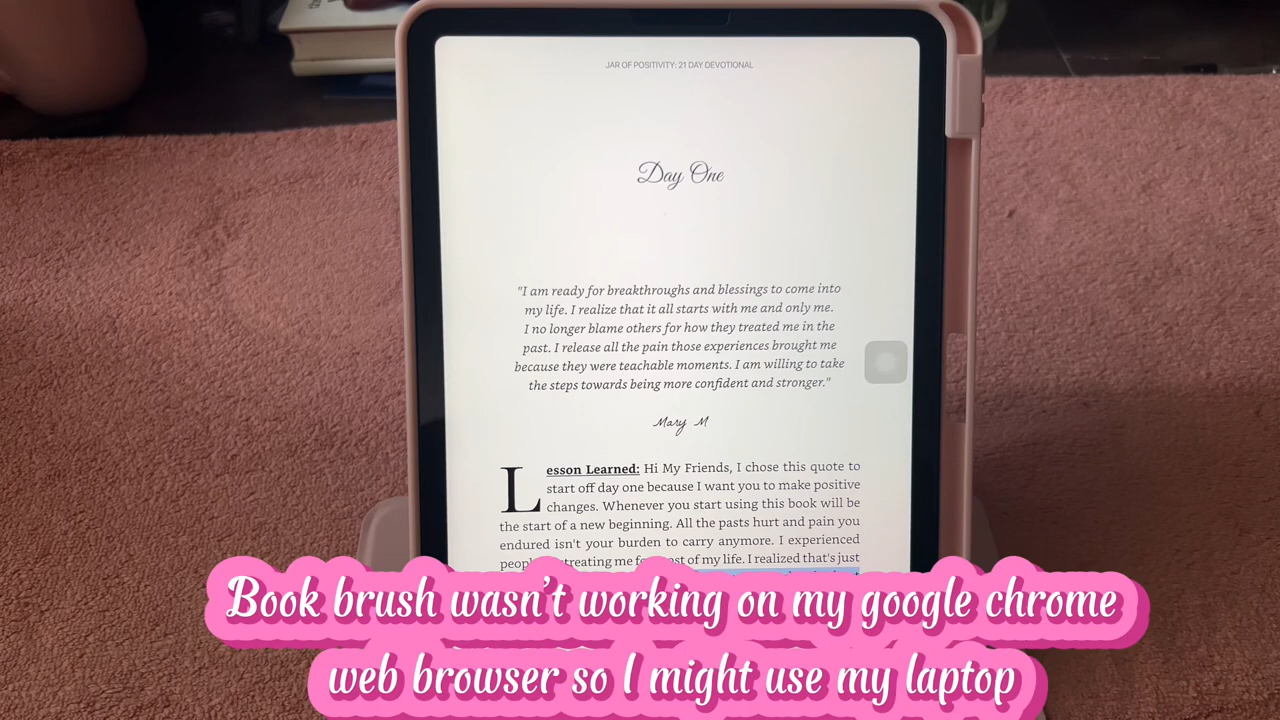 JAR OF POSITIVITY: 21 DAY DEVOTIONAL
Day One
"I am ready for breakthroughs and blessings to come into
my life. I realize that it all starts with me and only me.
I no longer blame others for how they treated me in the
past. I release all the pain those experiences brought me
because they were teachable moments. I am willing to take
the steps towards being more confident and stronger."
Mary M
Lesson Learned: Hi My Friends, I chose this quote to
start off day one because I want you to make positive
changes. Whenever you start using this book will be
the start of a new beginning. All the pasts hurt and pain you
endured isn't your burden to carry anymore. I experienced
treating me of my life. I realized that's just
Book brush wasn't working on my google chrome
web browser so I might use my laptop